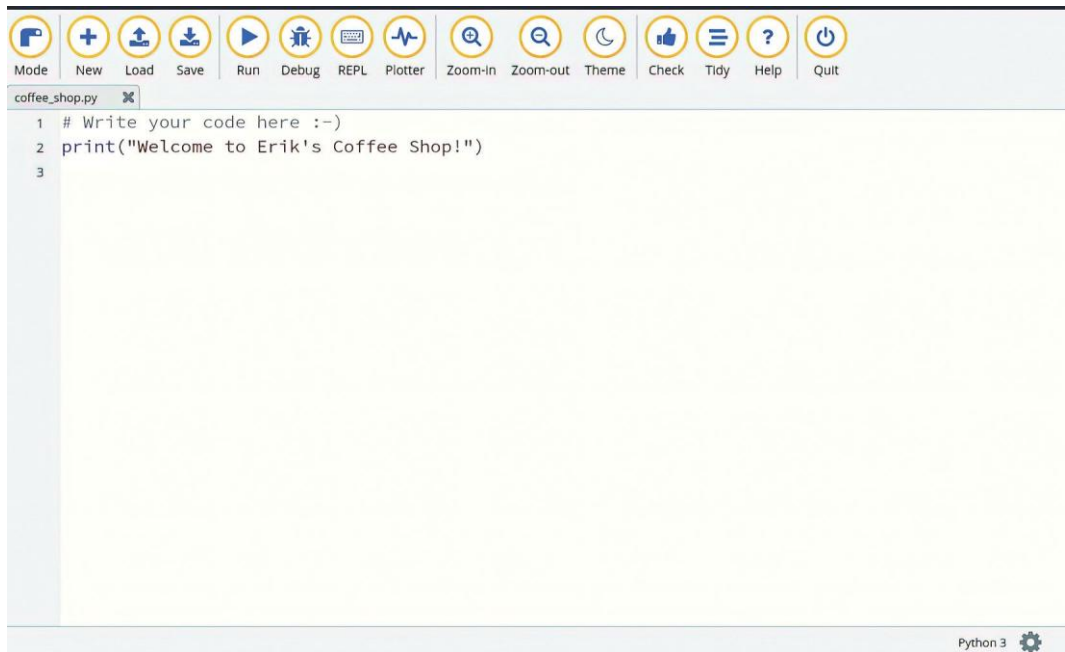 Mode New Load Save Run Debug REPL Plotter Zoom-in Zoom-out Theme Check Tidy Help Quit
coffee_shop.py
1 # Write your code here :-)
2 print("Welcome to Erik's Coffee Shop!")
3
Python 3